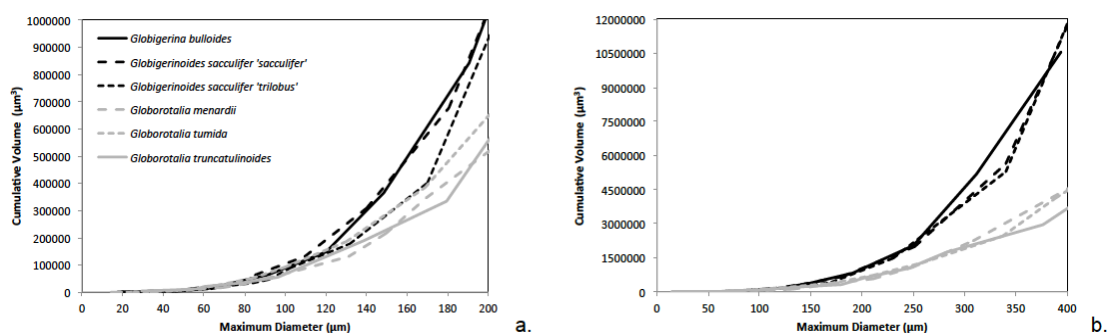 1000000
900000
800000
700000
600000
500000
400000
300000
200000
100000
0
Cumulative Volume (µm³)
Globigerina bulloides
Globigerinoides sacculifer 'sacculifer'
Globigerinoides sacculifer 'trilobus'
Globorotalia menardii
Globorotalia tumida
Globorotalia truncatulinoides
0 20 40 60 80 100 120 140 160 180 200
Maximum Diameter (µm)
a.
12000000
10500000
9000000
7500000
6000000
4500000
3000000
1500000
0
Cumulative Volume (µm³)
0 50 100 150 200 250 300 350 400
Maximum Diameter (µm)
b.